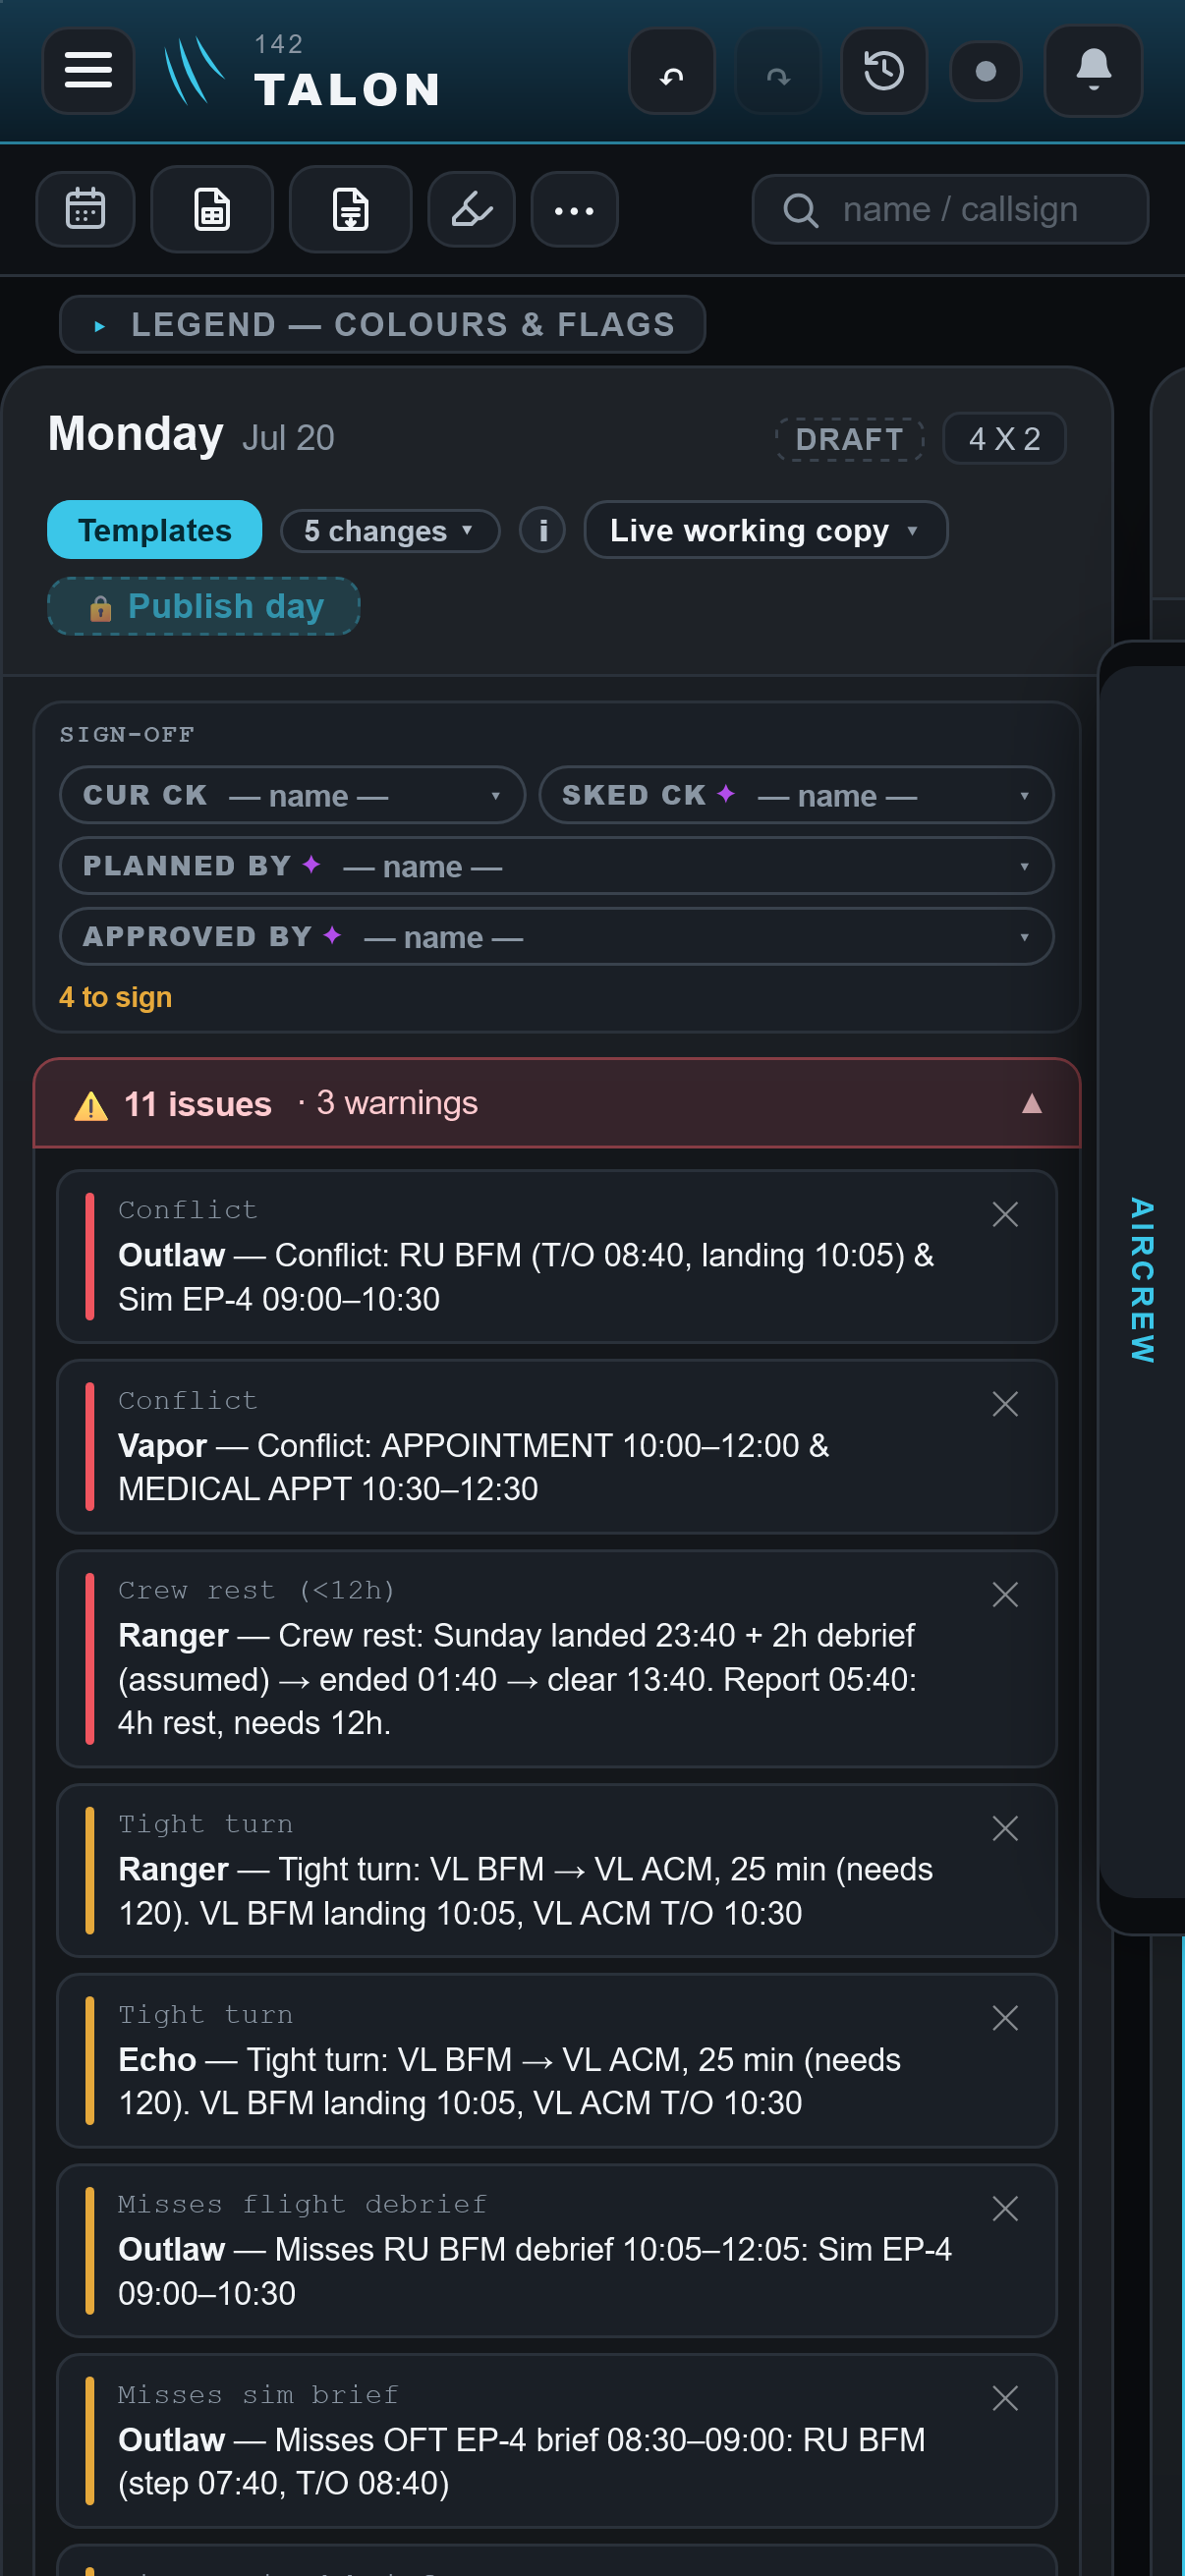 142
TALON
name / callsign
▸ LEGEND — COLOURS & FLAGS
Monday Jul 20 DRAFT 4 X 2
Templates 5 changes ▾ i Live working copy ▾
🔒 Publish day
SIGN-OFF
CUR CK — name — ▾ SKED CK ✦ — name — ▾
PLANNED BY ✦ — name — ▾
APPROVED BY ✦ — name — ▾
4 to sign
⚠️ 11 issues · 3 warnings ▲
Conflict
Outlaw — Conflict: RU BFM (T/O 08:40, landing 10:05) &
Sim EP-4 09:00–10:30
Conflict
Vapor — Conflict: APPOINTMENT 10:00–12:00 &
MEDICAL APPT 10:30–12:30
Crew rest (<12h)
Ranger — Crew rest: Sunday landed 23:40 + 2h debrief
(assumed) → ended 01:40 → clear 13:40. Report 05:40:
4h rest, needs 12h.
Tight turn
Ranger — Tight turn: VL BFM → VL ACM, 25 min (needs
120). VL BFM landing 10:05, VL ACM T/O 10:30
Tight turn
Echo — Tight turn: VL BFM → VL ACM, 25 min (needs
120). VL BFM landing 10:05, VL ACM T/O 10:30
Misses flight debrief
Outlaw — Misses RU BFM debrief 10:05–12:05: Sim EP-4
09:00–10:30
Misses sim brief
Outlaw — Misses OFT EP-4 brief 08:30–09:00: RU BFM
(step 07:40, T/O 08:40)
AIRCREW